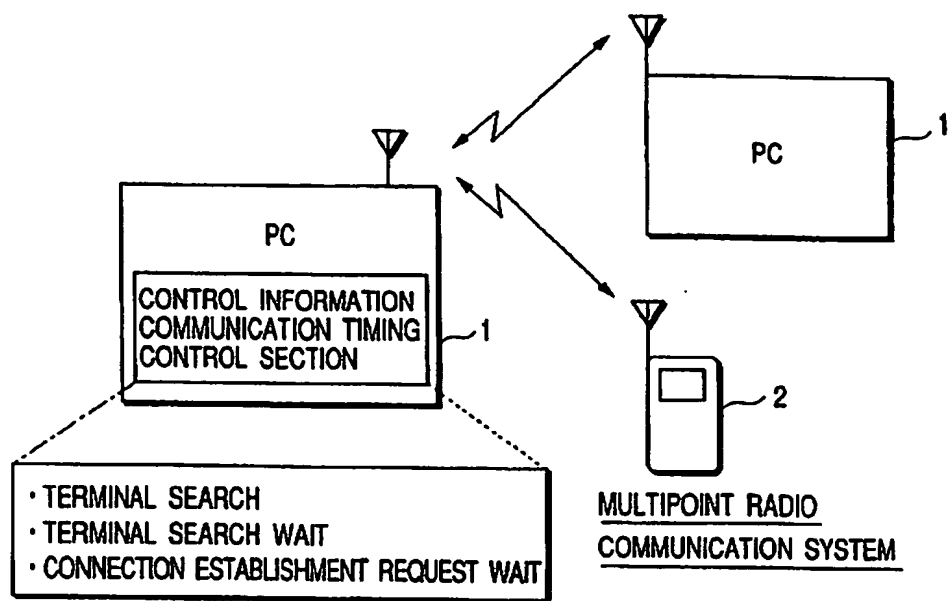 PC
1
PC
CONTROL INFORMATION
COMMUNICATION TIMING
CONTROL SECTION
1
2
· TERMINAL SEARCH
· TERMINAL SEARCH WAIT
· CONNECTION ESTABLISHMENT REQUEST WAIT
MULTIPOINT RADIO
COMMUNICATION SYSTEM